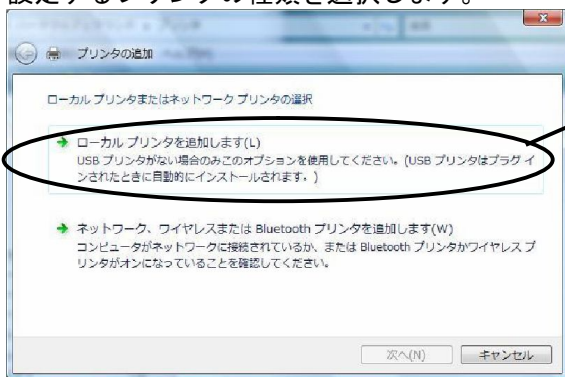 設定するプリンタの種類を選択します。
プリンタの追加
ローカル プリンタまたはネットワーク プリンタの選択
ローカル プリンタを追加します(L)
USB プリンタがない場合のみこのオプションを使用してください。(USB プリンタはプラグ イ
ンされたときに自動的にインストールされます。)
ネットワーク、ワイヤレスまたは Bluetooth プリンタを追加します(W)
コンピュータがネットワークに接続されているか、または Bluetooth プリンタかワイヤレス プ
リンタがオンになっていることを確認してください。
次へ(N)
キャンセル